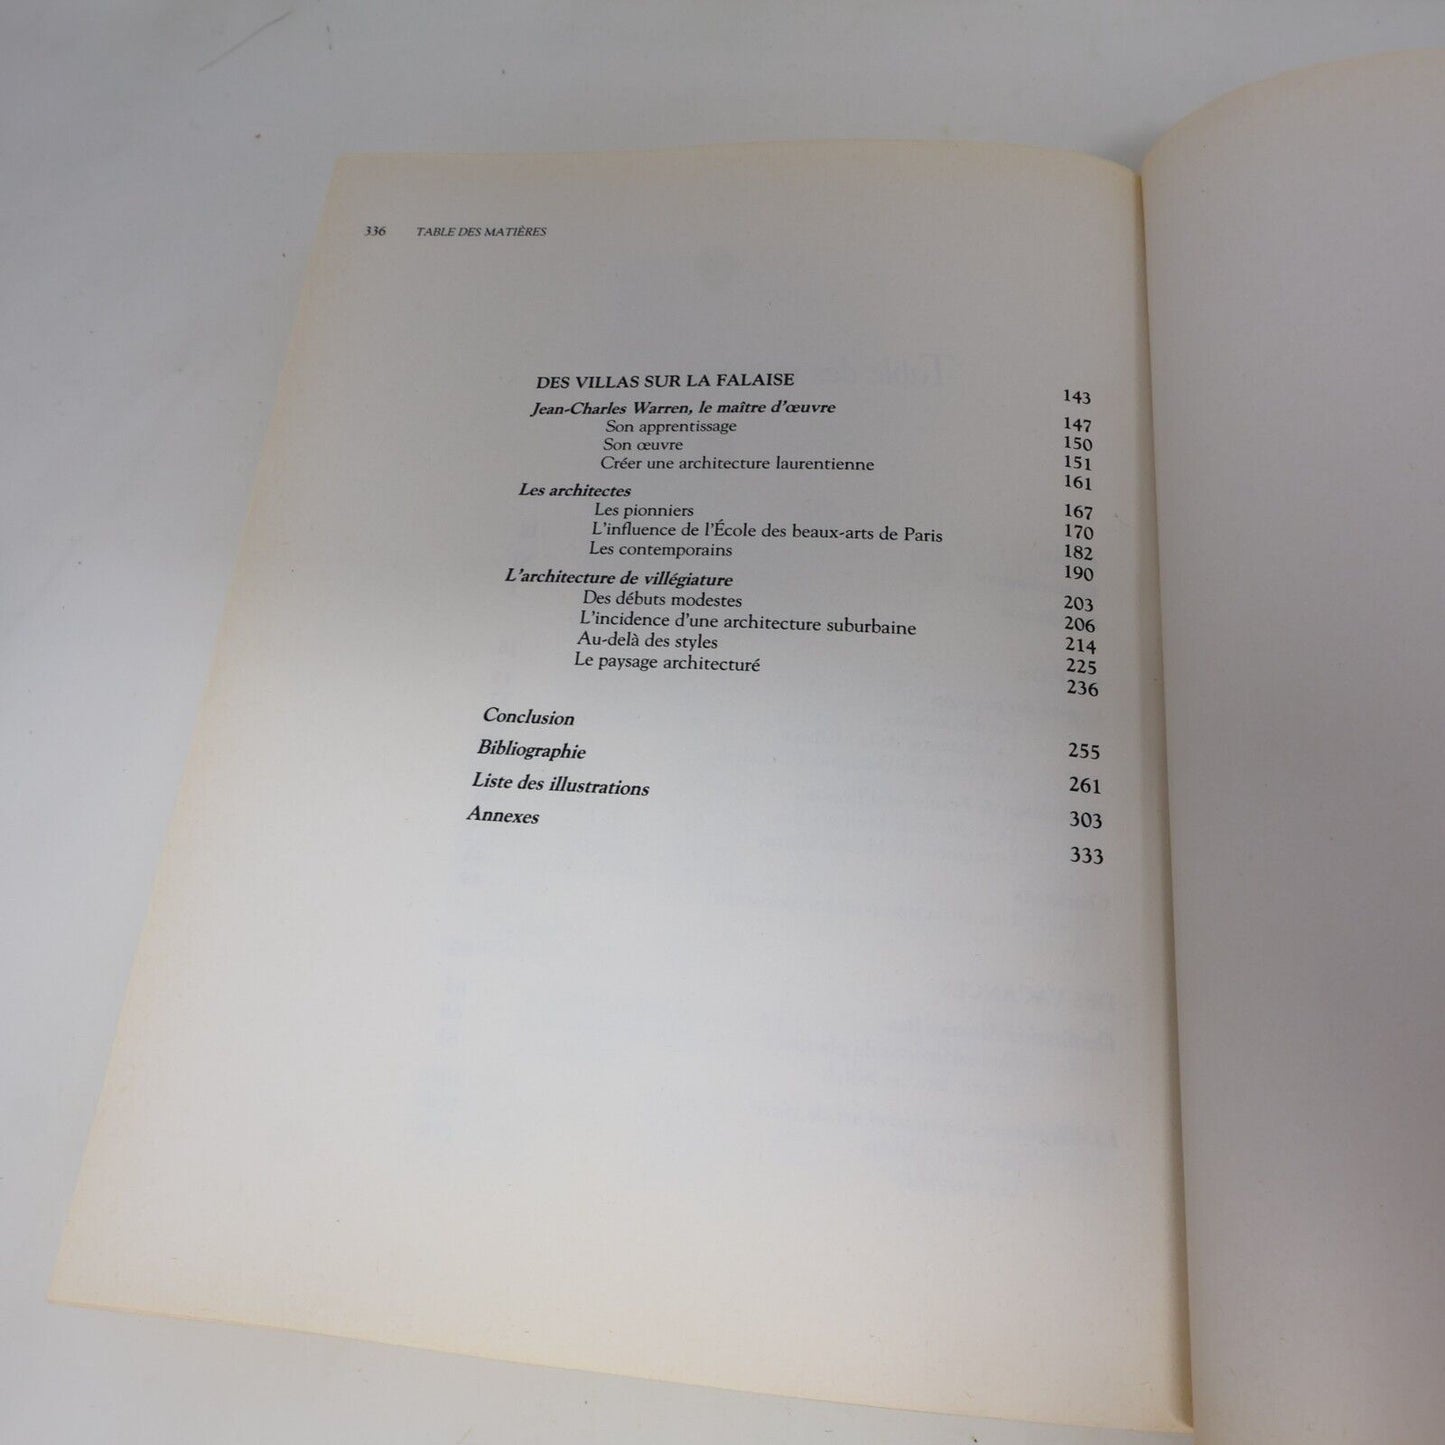 336 TABLE DES MATIÈRES
DES VILLAS SUR LA FALAISE 143
Jean-Charles Warren, le maître d'œuvre 147
Son apprentissage 150
Son œuvre 151
Créer une architecture laurentienne 161
Les architectes 167
Les pionniers 170
L'influence de l'École des beaux-arts de Paris 182
Les contemporains 190
L'architecture de villégiature 203
Des débuts modestes 206
L'incidence d'une architecture suburbaine 214
Au-delà des styles 225
Le paysage architecturé 236
Conclusion 255
Bibliographie 261
Liste des illustrations 303
Annexes 333